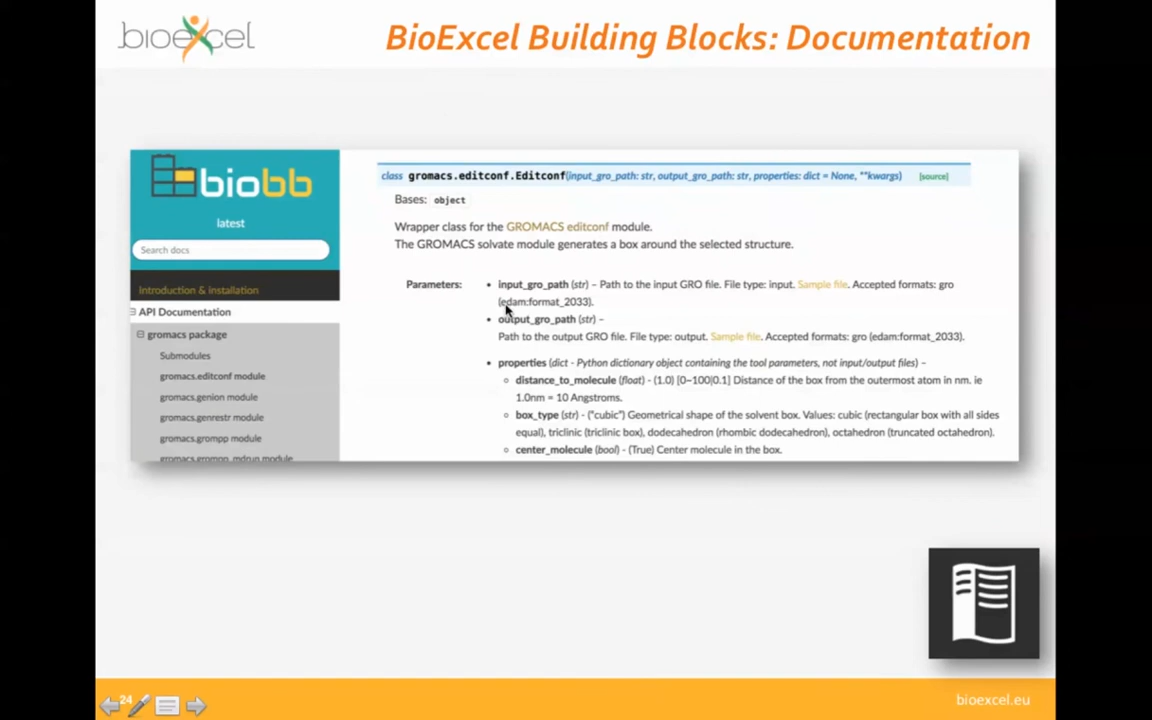 bioexcel
BioExcel Building Blocks: Documentation
biobb
latest
Search docs
Introduction & installation
API Documentation
gromacs package
Submodules
gromacs.editconf module
gromacs.genion module
gromacs.genrestr module
gromacs.grompp module
gromacs.grompp_mdrun module
class gromacs.editconf.Editconf(input_gro_path: str, output_gro_path: str, properties: dict = None, **kwargs) [source]
Bases: object
Wrapper class for the GROMACS editconf module.
The GROMACS solvate module generates a box around the selected structure.
Parameters: • input_gro_path (str) – Path to the input GRO file. File type: input. Sample file. Accepted formats: gro
(edam:format_2033).
• output_gro_path (str) –
Path to the output GRO file. File type: output. Sample file. Accepted formats: gro (edam:format_2033).
• properties (dict - Python dictionary object containing the tool parameters, not input/output files) –
○ distance_to_molecule (float) - (1.0) [0~100|0.1] Distance of the box from the outermost atom in nm. ie
1.0nm = 10 Angstroms.
○ box_type (str) - ("cubic") Geometrical shape of the solvent box. Values: cubic (rectangular box with all sides
equal), triclinic (triclinic box), dodecahedron (rhombic dodecahedron), octahedron (truncated octahedron).
○ center_molecule (bool) - (True) Center molecule in the box.
24
bioexcel.eu